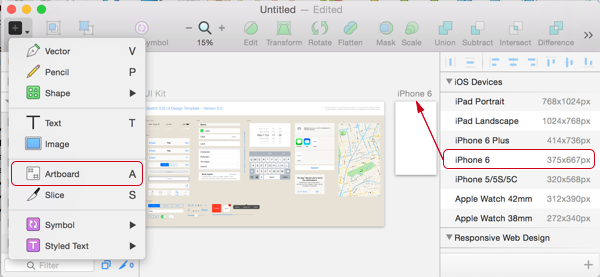 Untitled — Edited
Symbol
15%
Edit
Transform
Rotate
Flatten
Mask
Scale
Union
Subtract
Intersect
Difference
Vector V
Pencil P
Shape
Text T
Image
Artboard A
Slice S
Symbol
Styled Text
Filter
0
UI Kit
iPhone 6
iOS Devices
iPad Portrait 768x1024px
iPad Landscape 1024x768px
iPhone 6 Plus 414x736px
iPhone 6 375x667px
iPhone 5/5S/5C 320x568px
Apple Watch 42mm 312x390px
Apple Watch 38mm 272x340px
Responsive Web Design